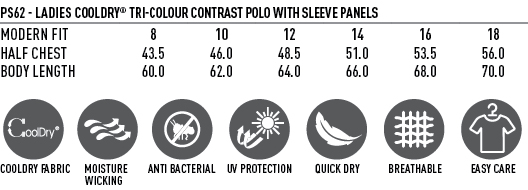 PS62 - LADIES COOLDRY® TRI-COLOUR CONTRAST POLO WITH SLEEVE PANELS
MODERN FIT 8 10 12 14 16 18
HALF CHEST 43.5 46.0 48.5 51.0 53.5 56.0
BODY LENGTH 60.0 62.0 64.0 66.0 68.0 70.0
CoolDry®
COOLDRY FABRIC MOISTURE WICKING ANTI BACTERIAL UV PROTECTION QUICK DRY BREATHABLE EASY CARE